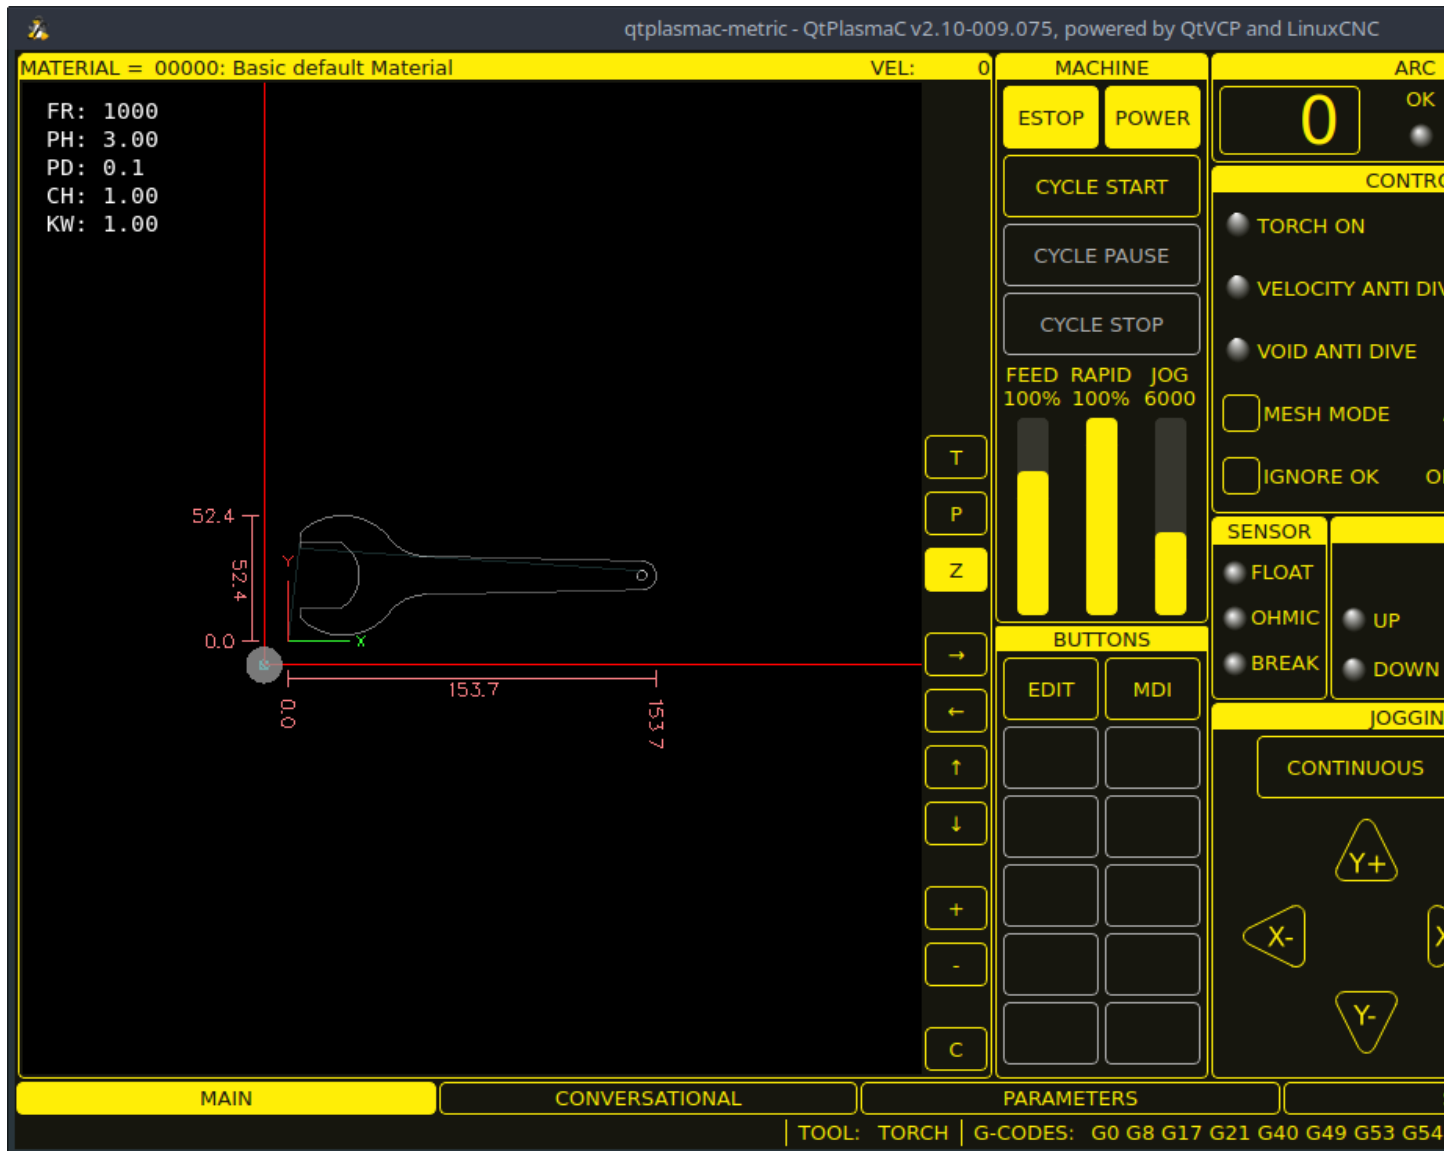 qtplasmac-metric - QtPlasmaC v2.10-009.075, powered by QtVCP and LinuxCNC
MATERIAL = 00000: Basic default Material
VEL: 0
FR: 1000
PH: 3.00
PD: 0.1
CH: 1.00
KW: 1.00
52.4
52.4
0.0
Y
X
153.7
0.0
153.7
T
P
Z
→
←
↑
↓
+
-
C
MACHINE
ESTOP POWER
CYCLE START
CYCLE PAUSE
CYCLE STOP
FEED RAPID JOG
100% 100% 6000
BUTTONS
EDIT MDI
ARC
0
OK
CONTRO
TORCH ON
VELOCITY ANTI DIV
VOID ANTI DIVE
MESH MODE
IGNORE OK
SENSOR
FLOAT
OHMIC
BREAK
UP
DOWN
JOGGIN
CONTINUOUS
Y+
X-
Y-
MAIN CONVERSATIONAL PARAMETERS
TOOL: TORCH G-CODES: G0 G8 G17 G21 G40 G49 G53 G54